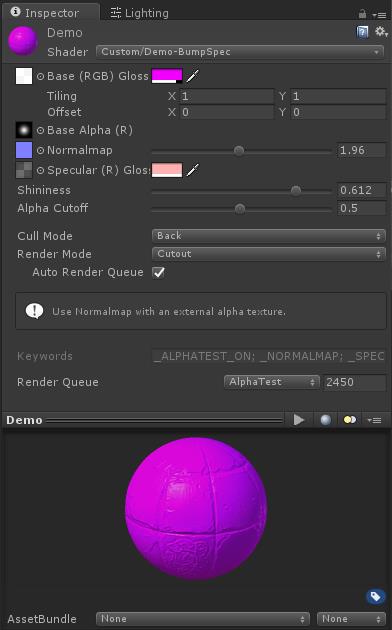 Inspector Lighting
Demo
Shader Custom/Demo-BumpSpec
Base (RGB) Gloss
Tiling X 1 Y 1
Offset X 0 Y 0
Base Alpha (R)
Normalmap 1.96
Specular (R) Glos
Shininess 0.612
Alpha Cutoff 0.5
Cull Mode Back
Render Mode Cutout
Auto Render Queue
Use Normalmap with an external alpha texture.
Keywords _ALPHATEST_ON; _NORMALMAP; _SPEC
Render Queue AlphaTest 2450
Demo
AssetBundle None None